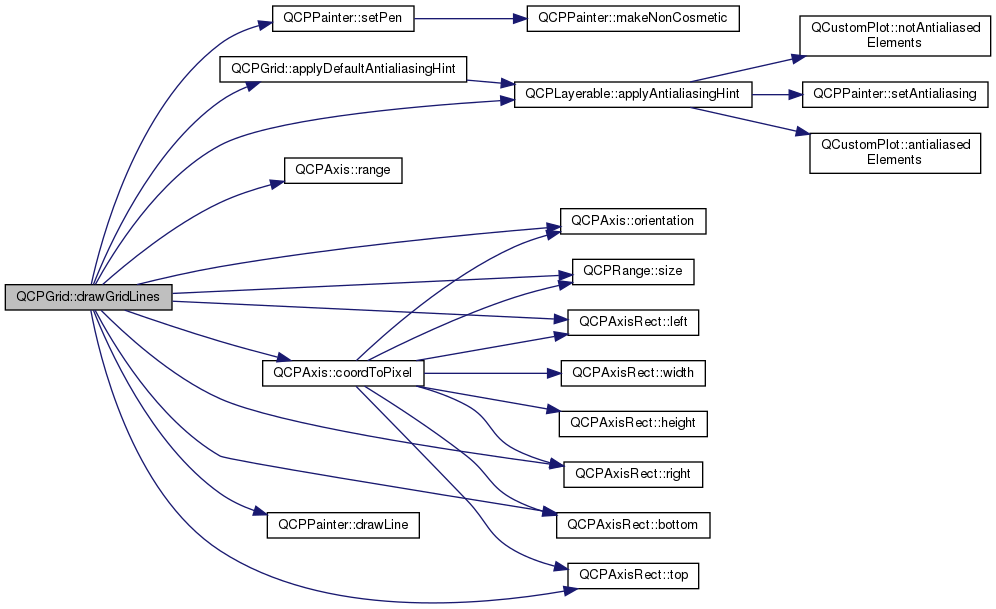 QCPPainter::setPen
QCPPainter::makeNonCosmetic
QCustomPlot::notAntialiased
Elements
QCPGrid::applyDefaultAntialiasingHint
QCPLayerable::applyAntialiasingHint
QCPPainter::setAntialiasing
QCustomPlot::antialiased
Elements
QCPAxis::range
QCPAxis::orientation
QCPRange::size
QCPGrid::drawGridLines
QCPAxisRect::left
QCPAxis::coordToPixel
QCPAxisRect::width
QCPAxisRect::height
QCPAxisRect::right
QCPPainter::drawLine
QCPAxisRect::bottom
QCPAxisRect::top